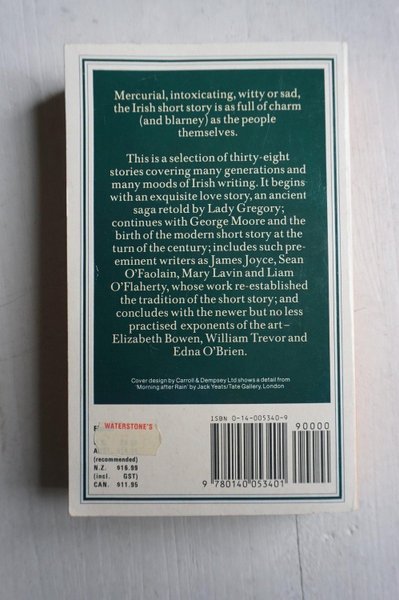 Mercurial, intoxicating, witty or sad,
the Irish short story is as full of charm
(and blarney) as the people
themselves.
This is a selection of thirty-eight
stories covering many generations and
many moods of Irish writing. It begins
with an exquisite love story, an ancient
saga retold by Lady Gregory;
continues with George Moore and the
birth of the modern short story at the
turn of the century; includes such pre-
eminent writers as James Joyce, Sean
O'Faolain, Mary Lavin and Liam
O'Flaherty, whose work re-established
the tradition of the short story; and
concludes with the newer but no less
practised exponents of the art–
Elizabeth Bowen, William Trevor and
Edna O'Brien.
Cover design by Carroll & Dempsey Ltd shows a detail from
'Morning after Rain' by Jack Yeats/Tate Gallery, London
ISBN 0-14-005340-9
90000
WATERSTONE'S
(recommended)
N.Z. $16.99
(incl. GST)
CAN. $11.95
9 780140 053401